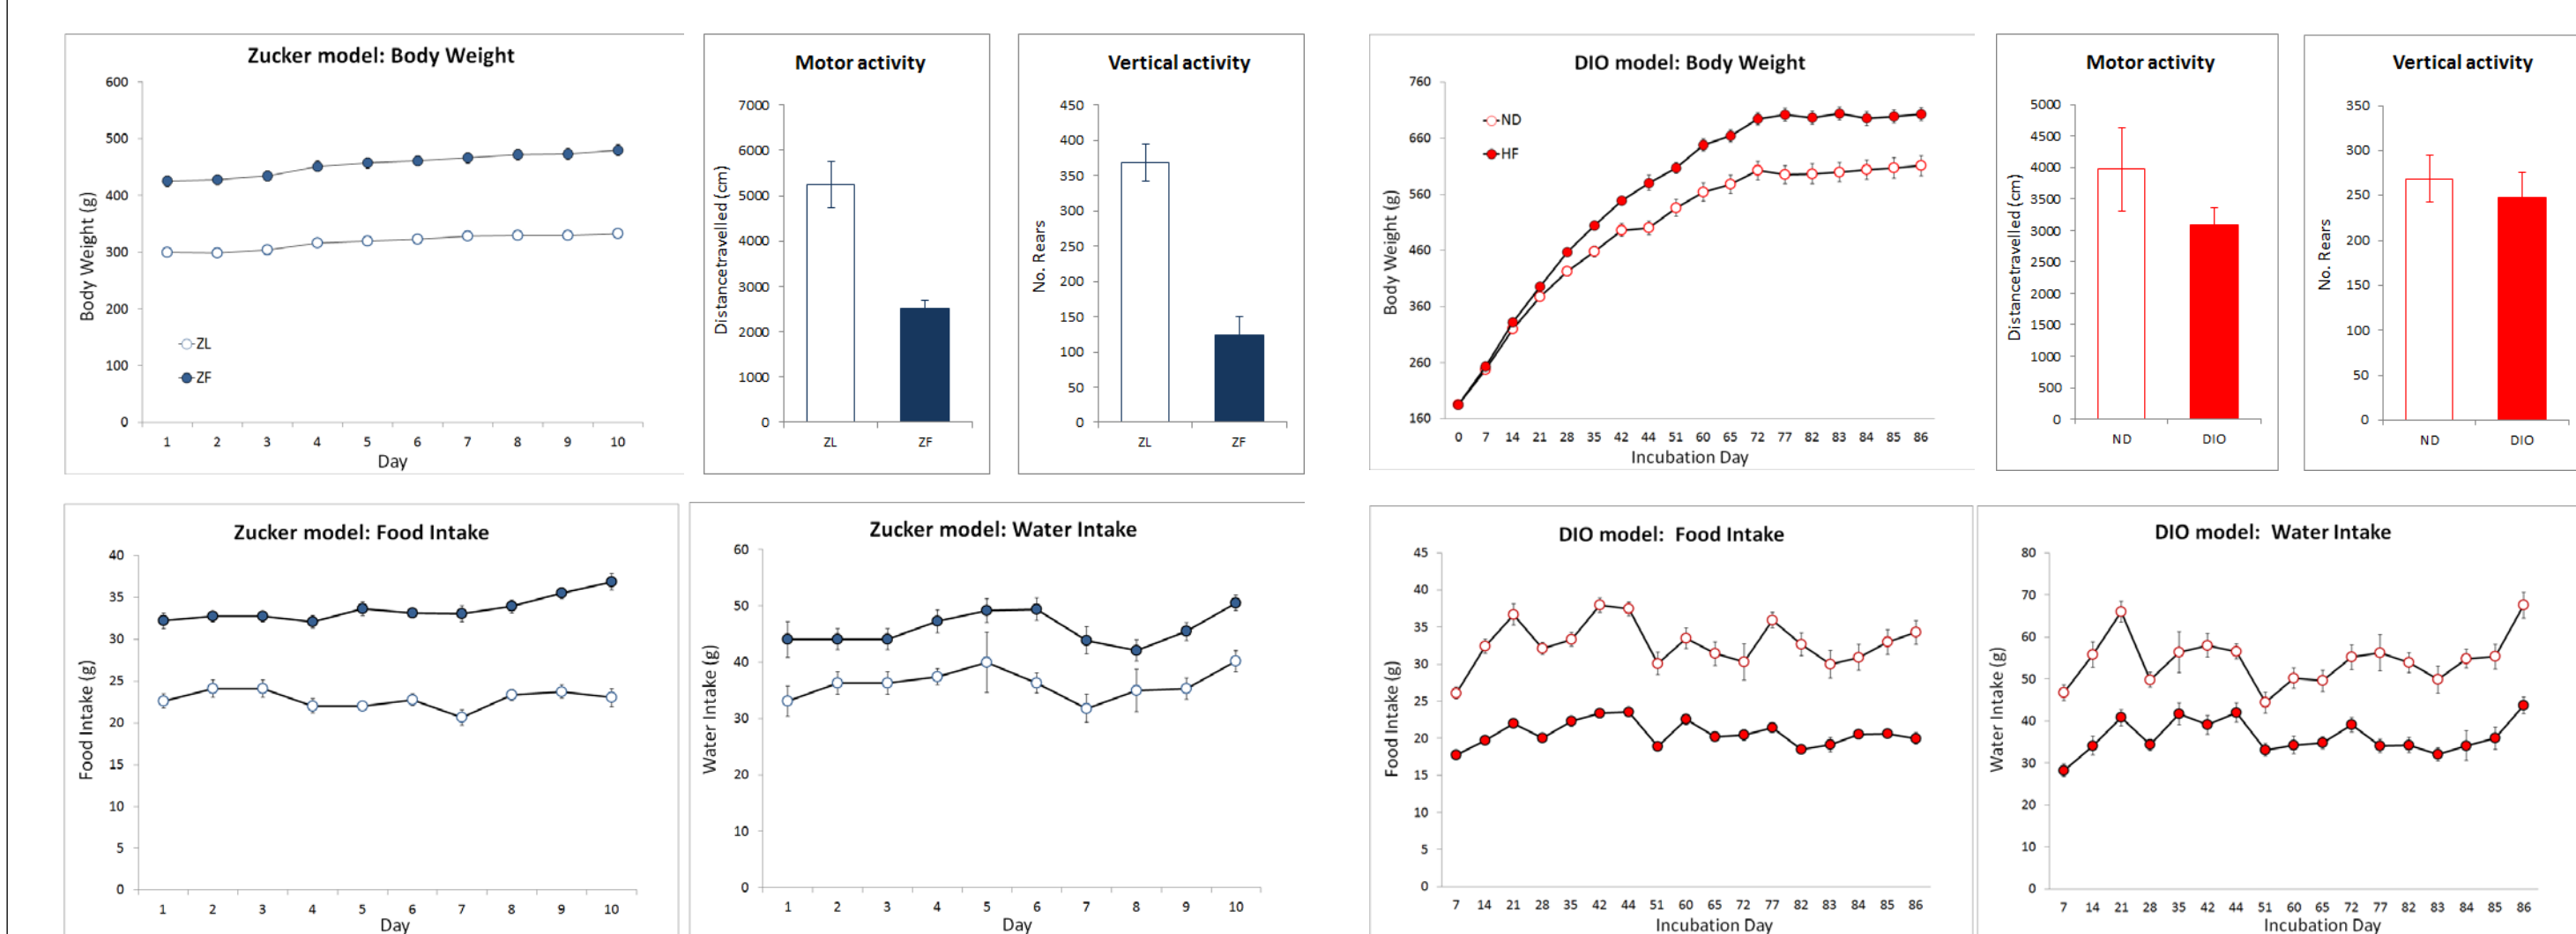 Zucker model: Body Weight
600
500
400
300
200
100
0
Body Weight (g)
ZL
ZF
1 2 3 4 5 6 7 8 9 10
Day
Motor activity
7000
6000
5000
4000
3000
2000
1000
0
Distancetravelled (cm)
ZL ZF
Vertical activity
450
400
350
300
250
200
150
100
50
0
No. Rears
ZL ZF
DIO model: Body Weight
760
660
560
460
360
260
160
Body Weight (g)
ND
HF
0 7 14 21 28 35 42 44 51 60 65 72 77 82 83 84 85 86
Incubation Day
Motor activity
5000
4500
4000
3500
3000
2500
2000
1500
1000
500
0
Distancetravelled (cm)
ND DIO
Vertical activity
350
300
250
200
150
100
50
0
No. Rears
ND DIO
Zucker model: Food Intake
40
35
30
25
20
15
10
5
0
Food Intake (g)
1 2 3 4 5 6 7 8 9 10
Day
Zucker model: Water Intake
60
50
40
30
20
10
0
Water Intake (g)
1 2 3 4 5 6 7 8 9 10
Day
DIO model: Food Intake
45
40
35
30
25
20
15
10
5
0
Food Intake (g)
7 14 21 28 35 42 44 51 60 65 72 77 82 83 84 85 86
Incubation Day
DIO model: Water Intake
80
70
60
50
40
30
20
10
0
Water Intake (g)
7 14 21 28 35 42 44 51 60 65 72 77 82 83 84 85 86
Incubation Day